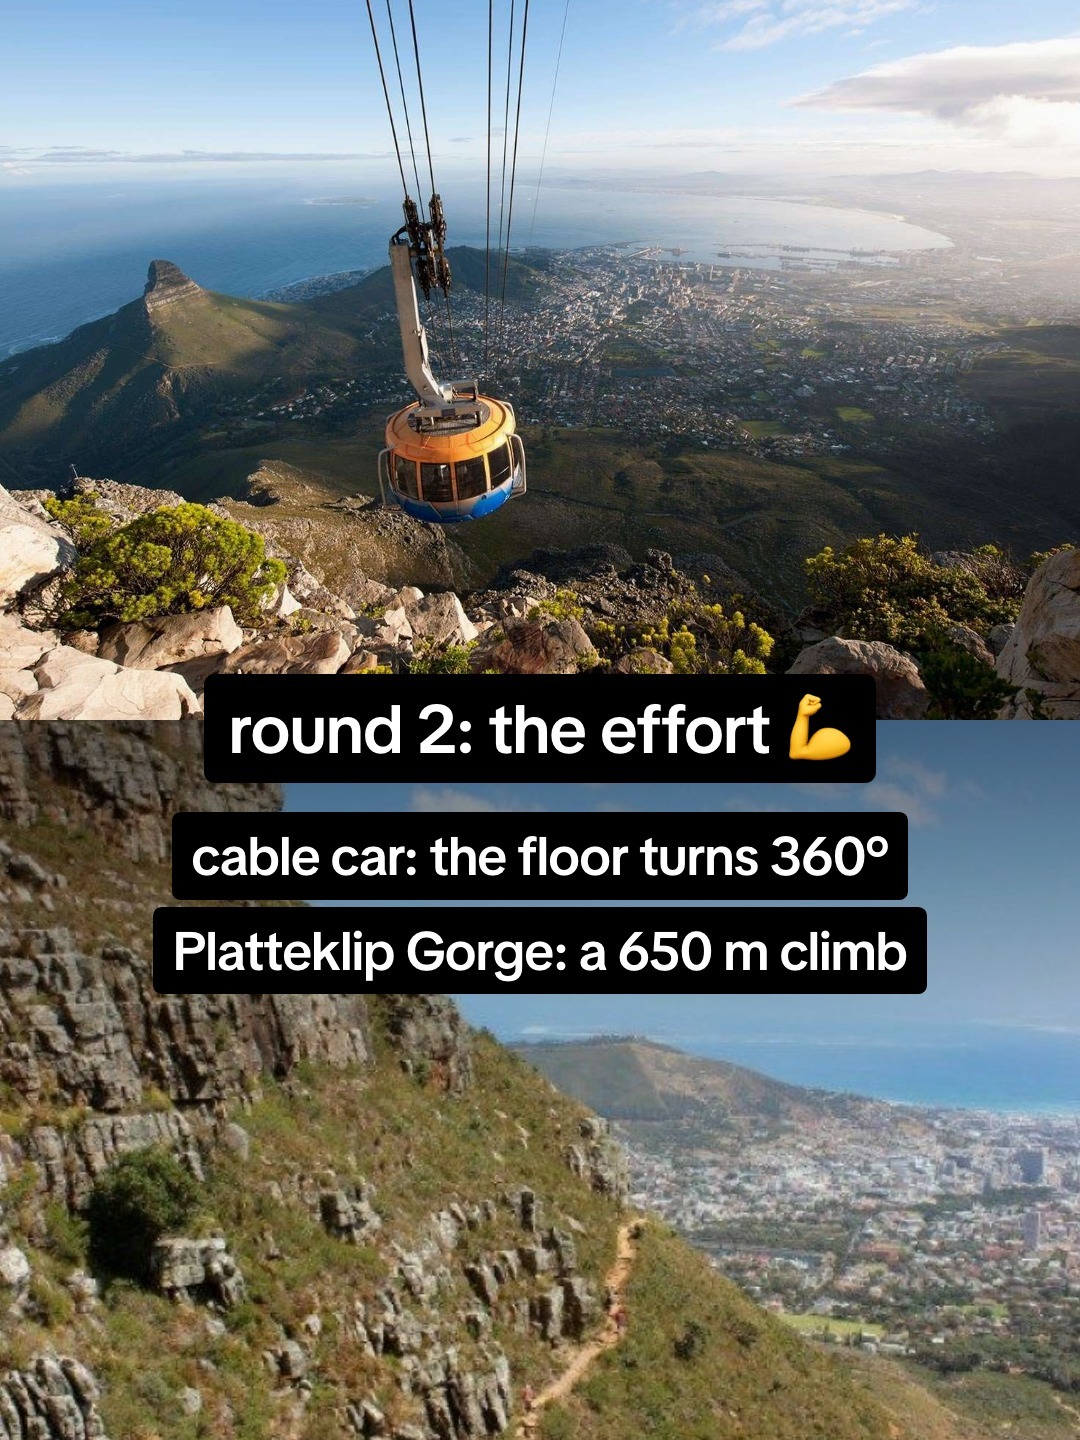 round 2: the effort 💪
cable car: the floor turns 360°
Platteklip Gorge: a 650 m climb